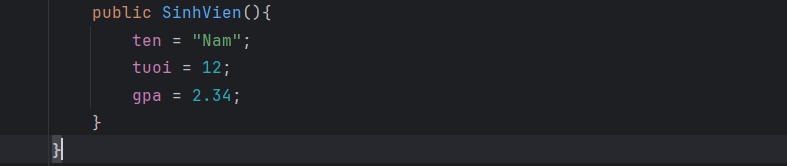 public SinhVien(){
ten = "Nam";
tuoi = 12;
gpa = 2.34;
}
}